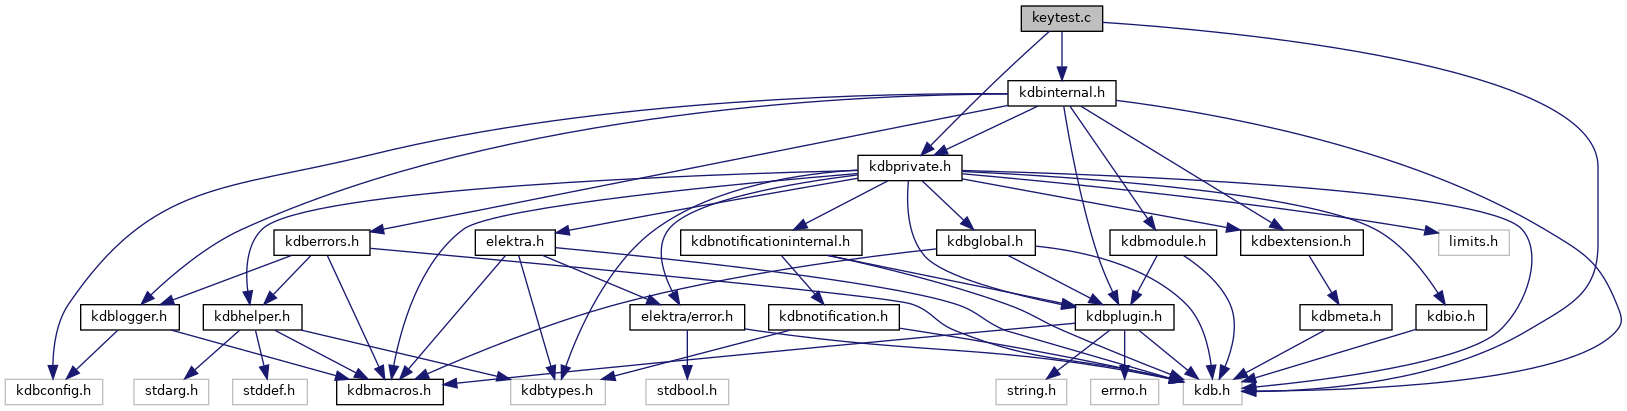 keytest.c
kdbinternal.h
kdbprivate.h
kdberrors.h
elektra.h
kdbnotificationinternal.h
kdbglobal.h
kdbmodule.h
kdbextension.h
limits.h
kdblogger.h
kdbhelper.h
elektra/error.h
kdbnotification.h
kdbplugin.h
kdbmeta.h
kdbio.h
kdbconfig.h
stdarg.h
stddef.h
kdbmacros.h
kdbtypes.h
stdbool.h
string.h
errno.h
kdb.h